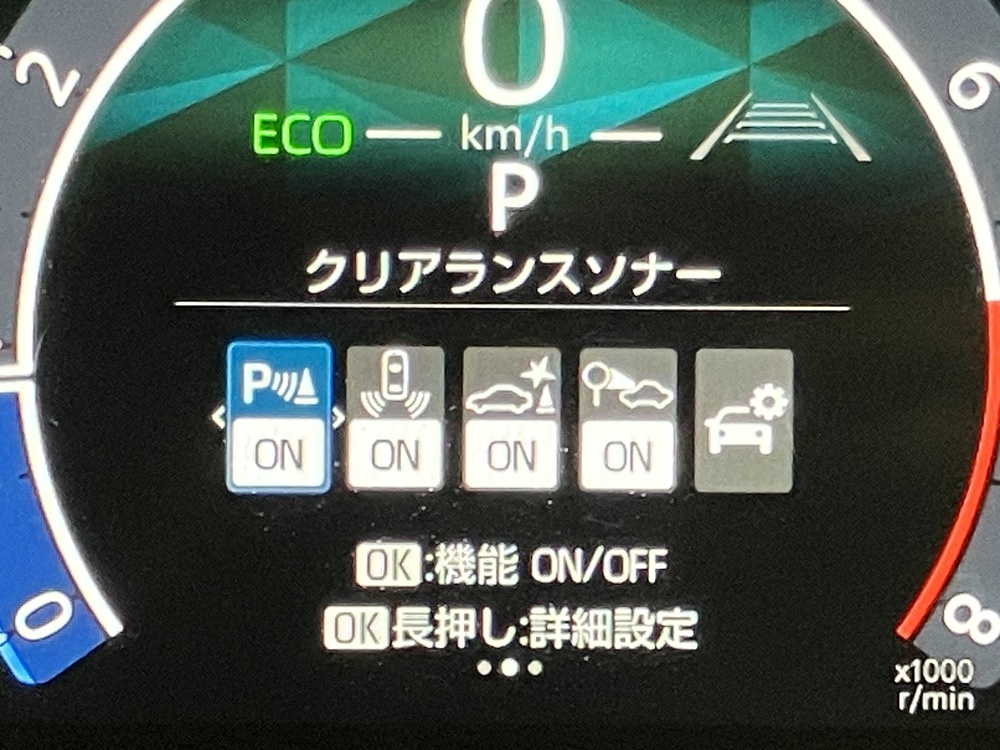 0
2
6
ECO
km/h
P
クリアランスソナー
P
ON ON ON ON
OK:機能 ON/OFF
OK長押し:詳細設定
0
8
x1000
r/min